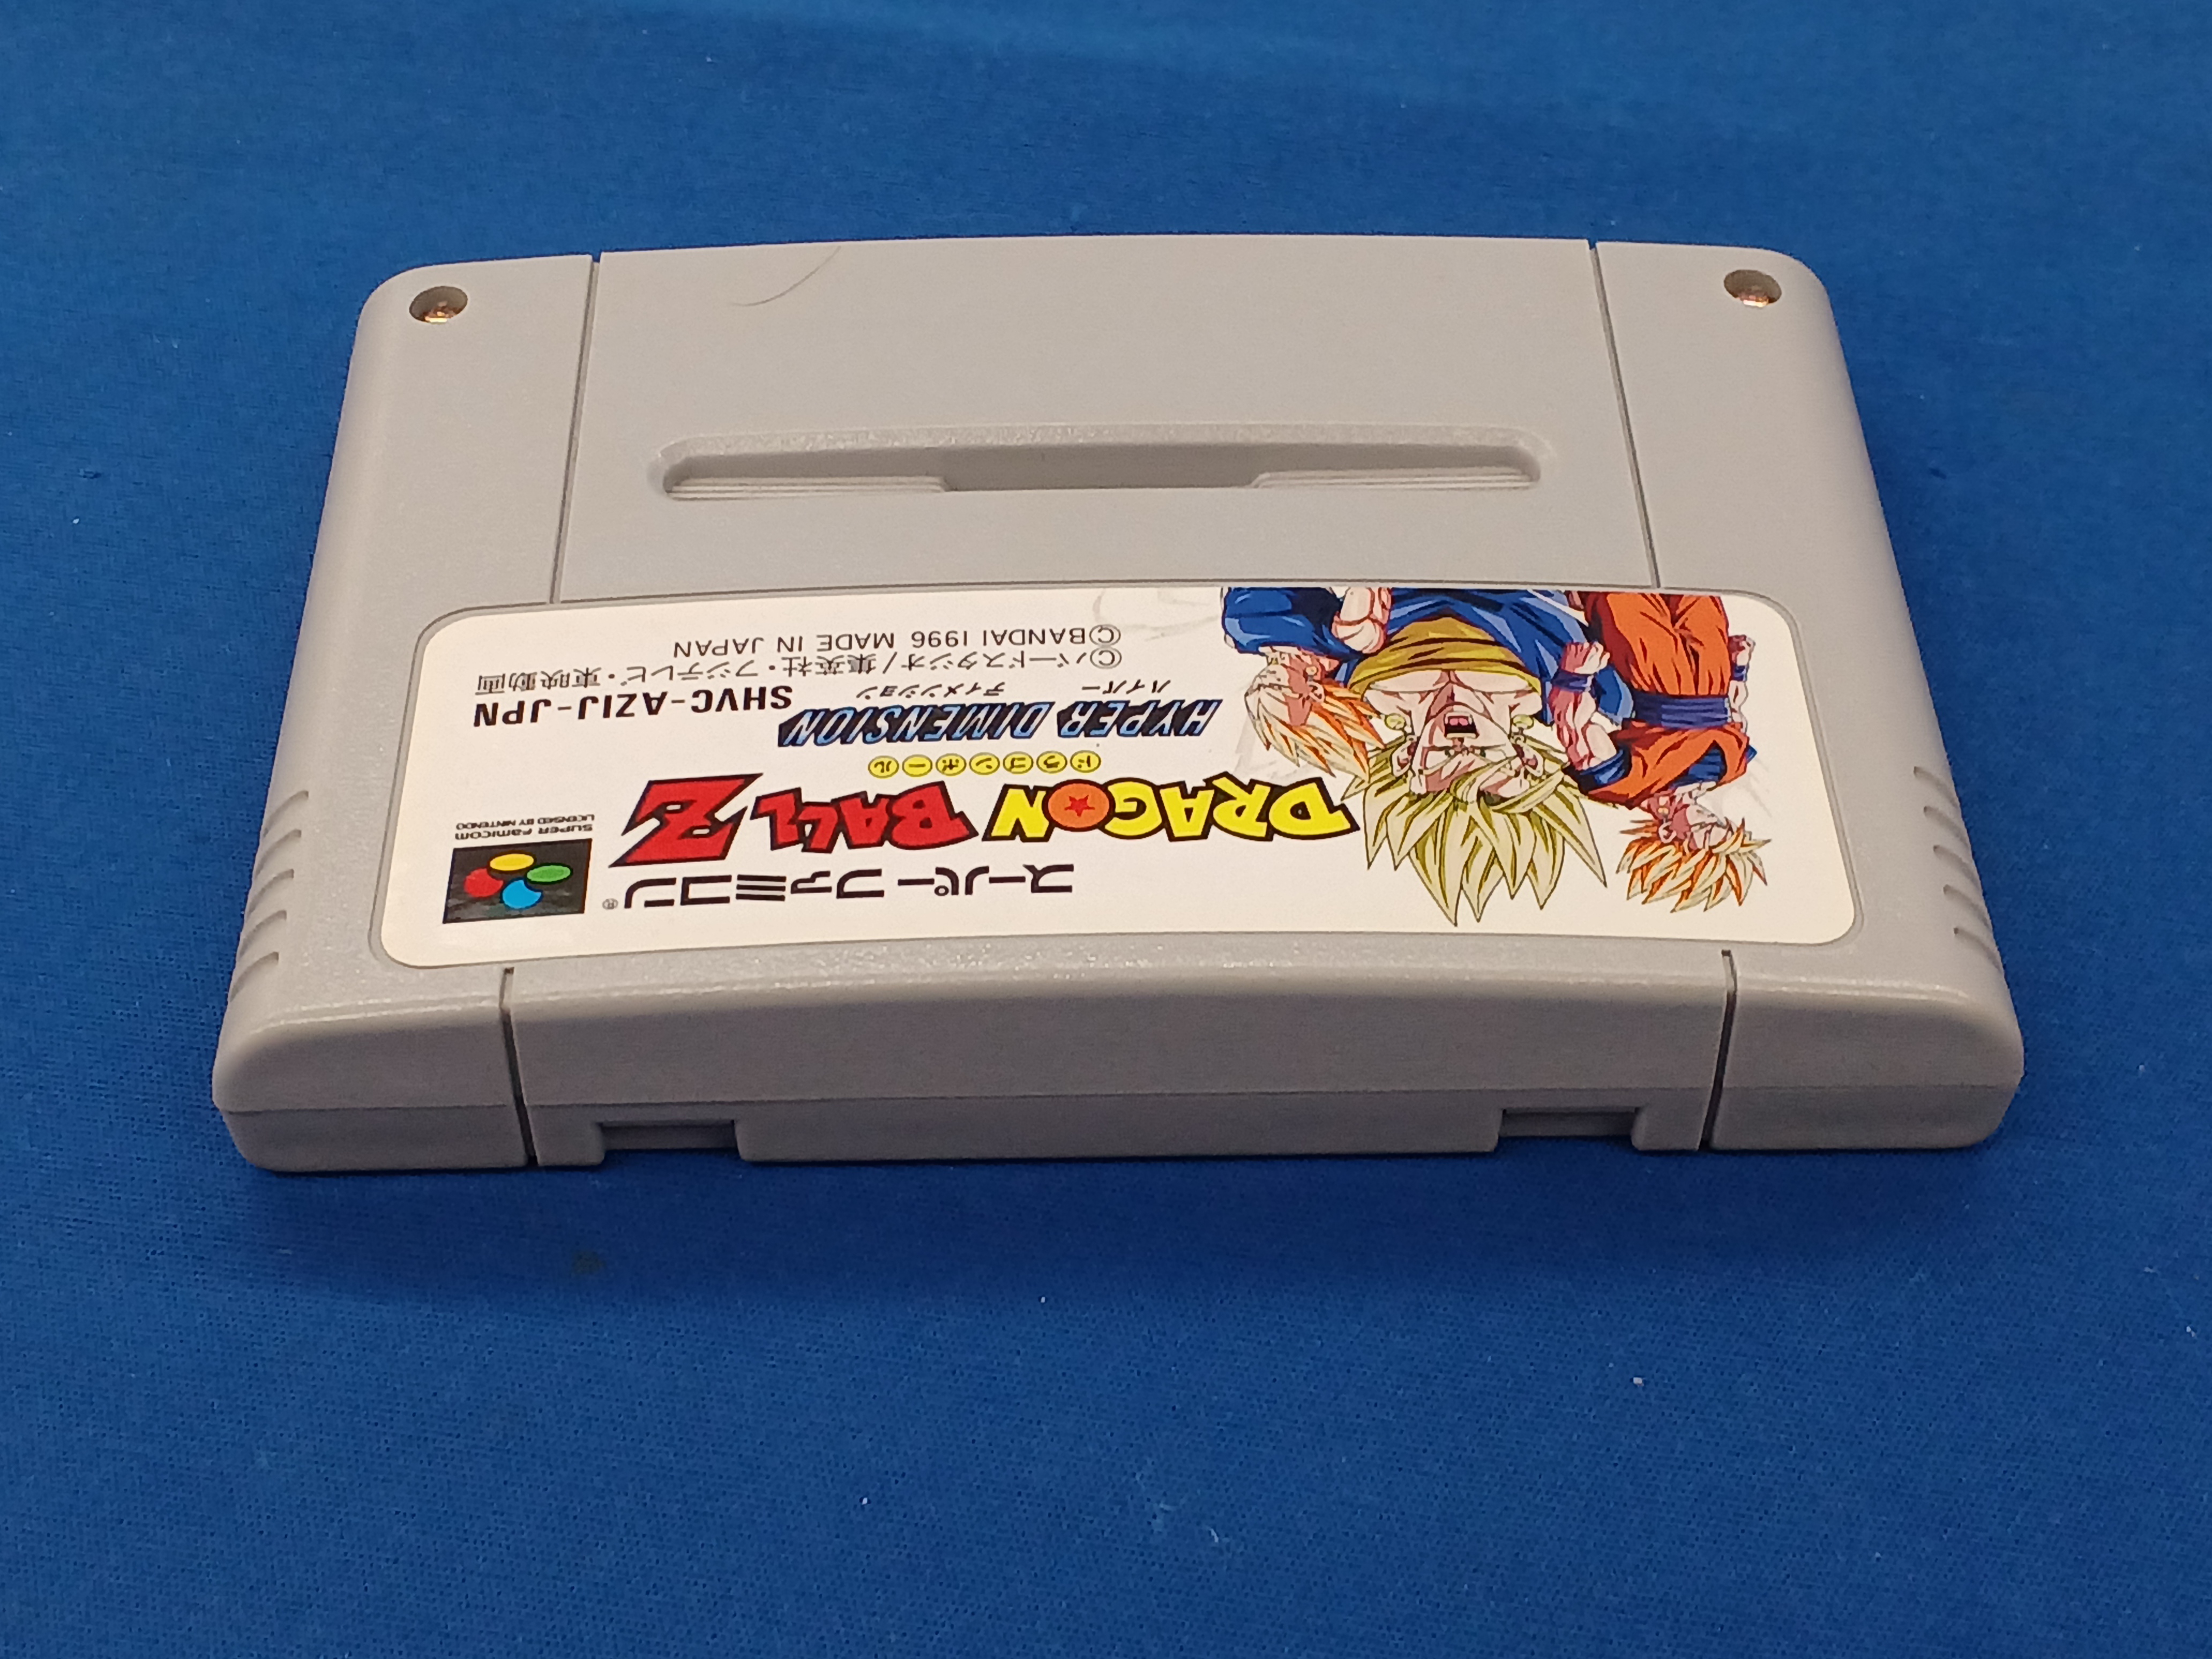 スーパーファミコン®
DRAGON BALL Z
ドラゴンボール
HYPER DIMENSION
ハイパー ディメンション
SHVC-AZIJ-JPN
©バードスタジオ/集英社・フジテレビ・東映動画
©BANDAI 1996 MADE IN JAPAN
SUPER FAMICOM
LICENSED BY NINTENDO